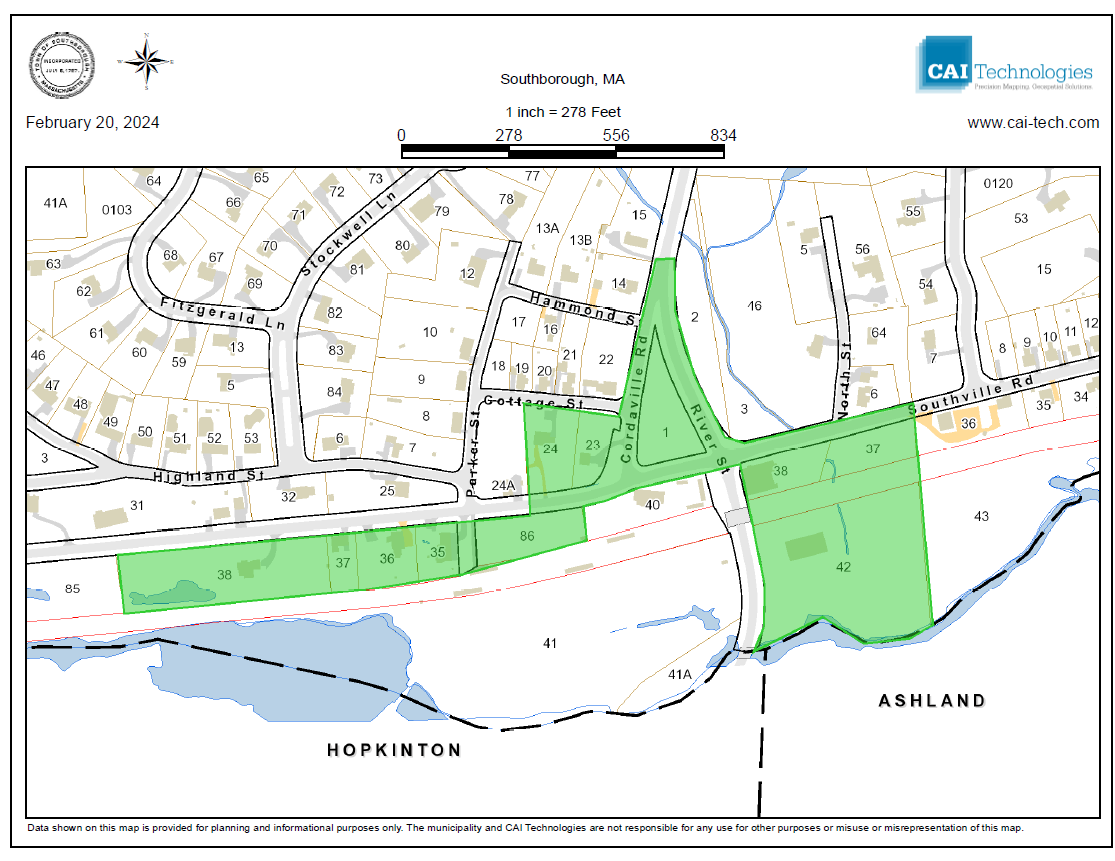 TOWN OF SOUTHBOROUGH
INCORPORATED
JULY 6, 1727.
MASSACHUSETTS
N
W E
S
CAI Technologies
Precision Mapping. Geospatial Solutions.
Southborough, MA
February 20, 2024
1 inch = 278 Feet
www.cai-tech.com
0 278 556 834
41A
0103
64
65
66
72
73
71
70
79
78
77
13A
13B
15
55
0120
53
63
62
68
67
69
Stockwell Ln
80
81
12
14
5
56
15
54
46
Fitzgerald Ln
82
Hammond St
2
61
60
59
13
83
10
17
16
64
7
8
9
10
11
12
46
47
5
84
9
18
19
20
21
22
Cordaville Rd
North St
6
Southville Rd
48
49
50
51
52
53
6
7
8
Parker St
Cottage St
24
23
1
River St
3
37
36
35
34
3
Highland St
31
32
25
24A
40
38
43
85
38
37
36
35
86
42
41
41A
ASHLAND
HOPKINTON
Data shown on this map is provided for planning and informational purposes only. The municipality and CAI Technologies are not responsible for any use for other purposes or misuse or misrepresentation of this map.